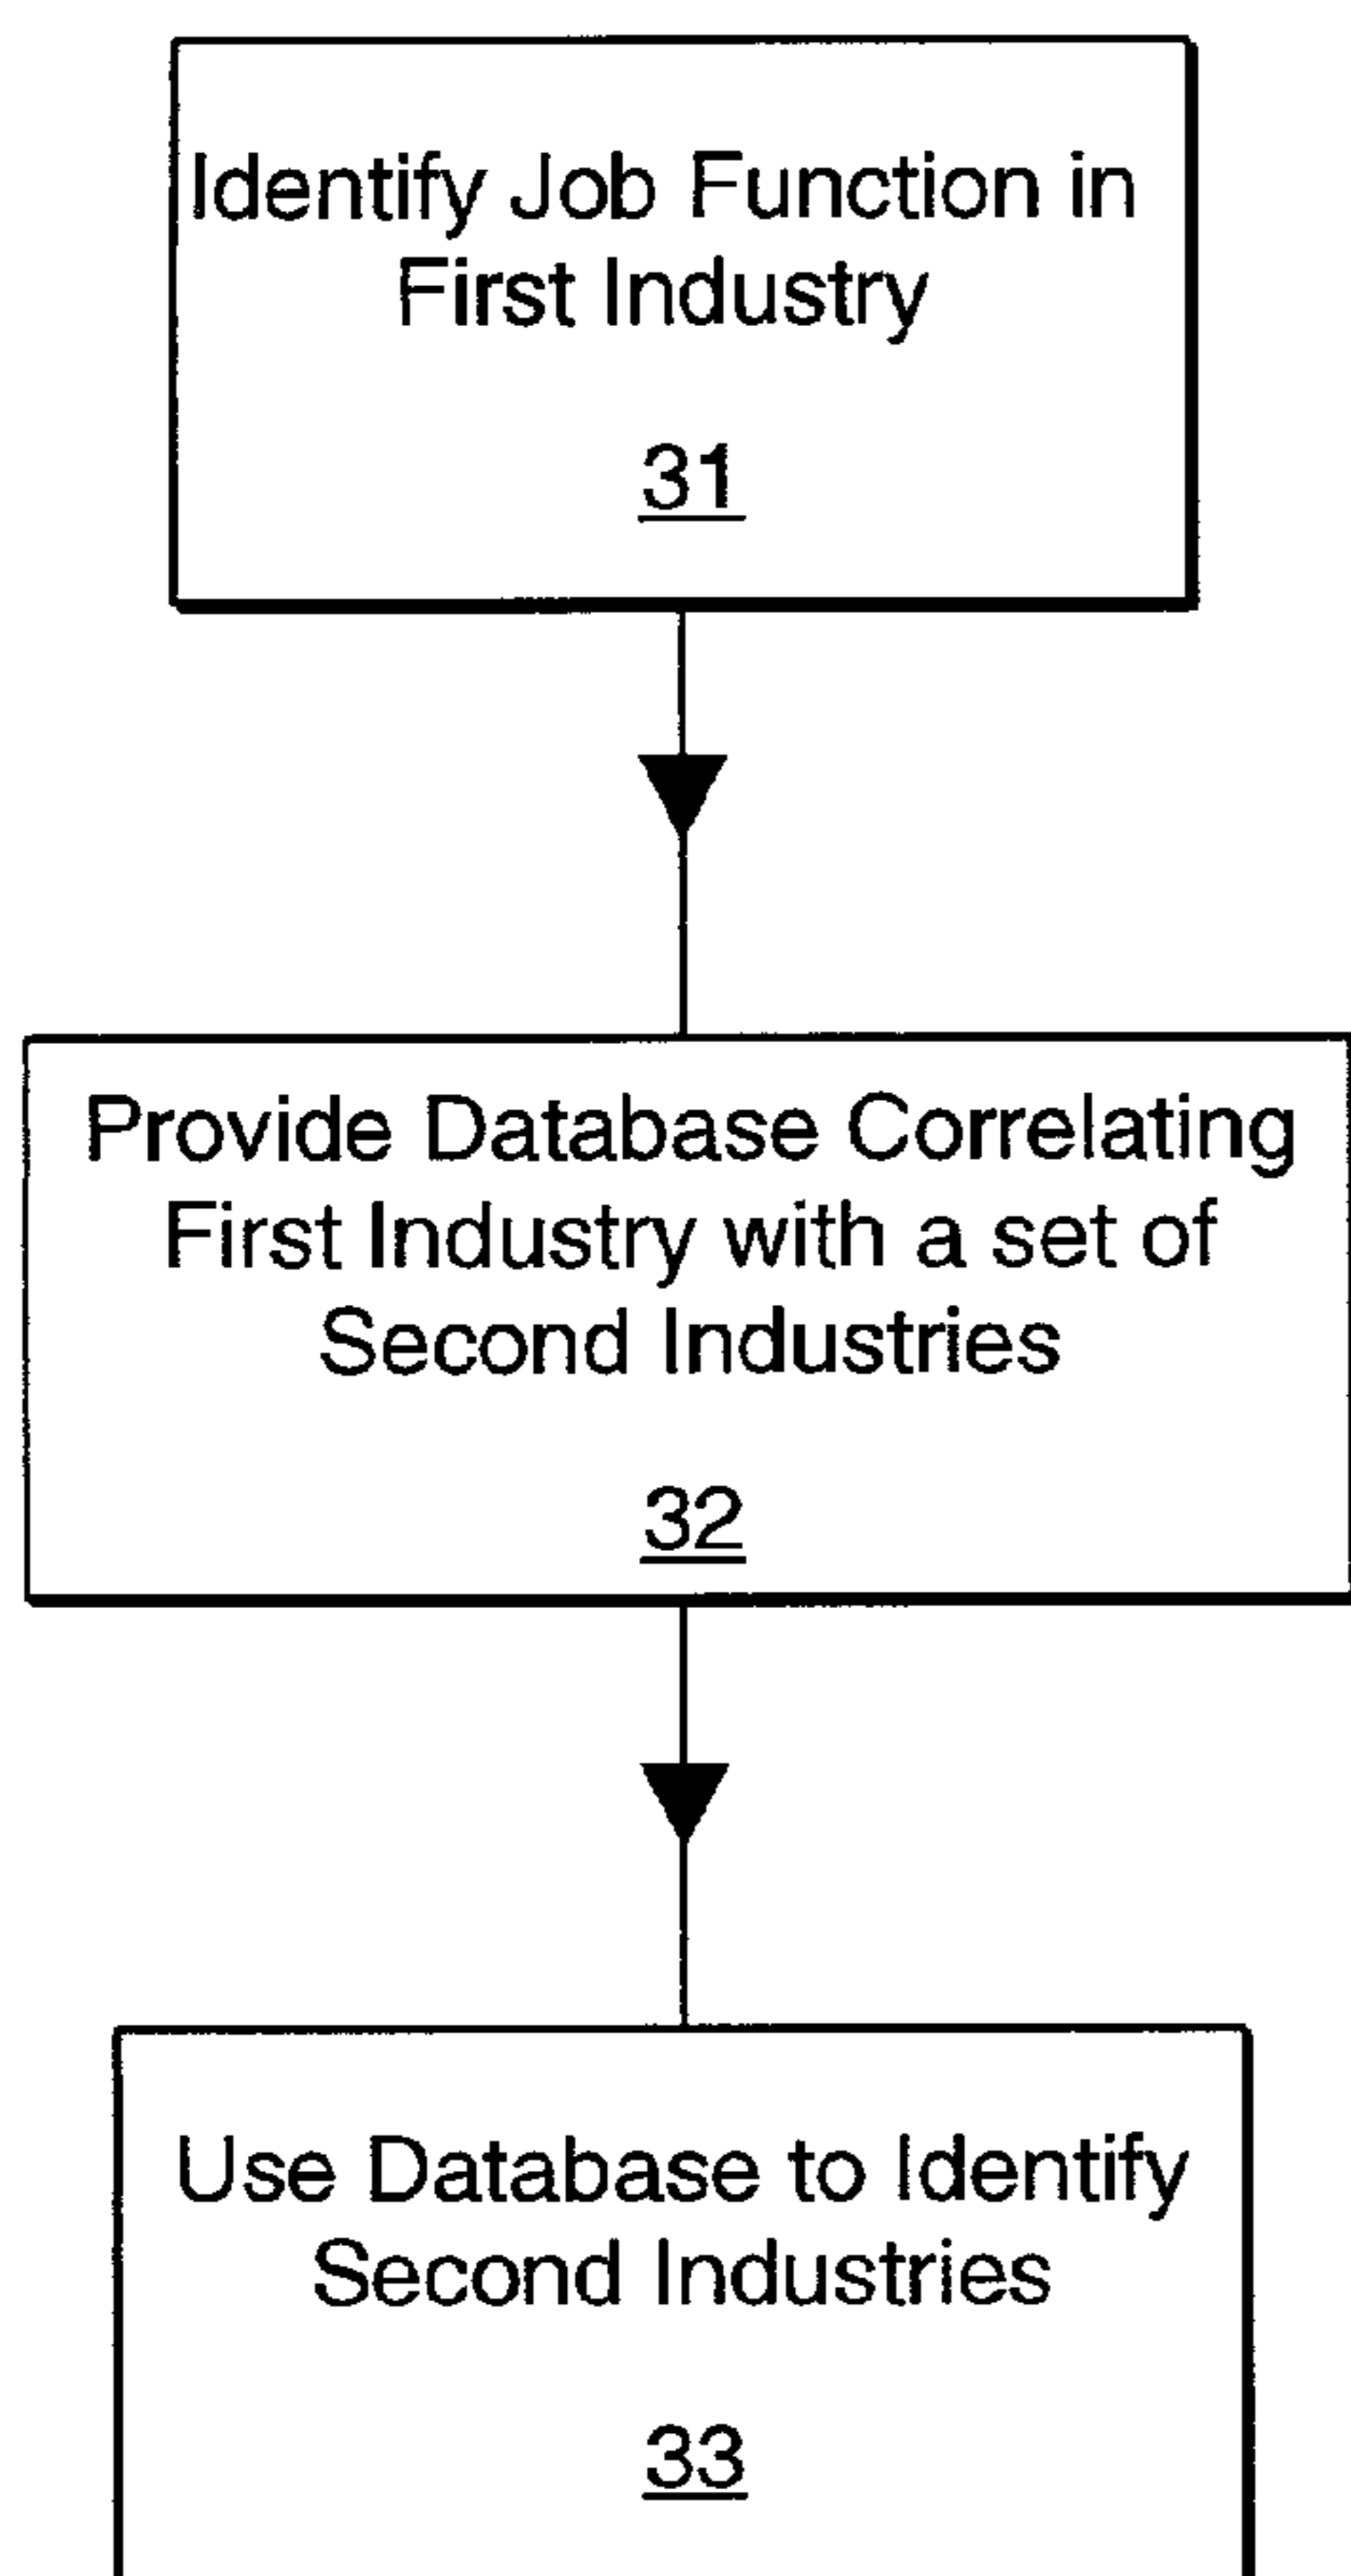 Identify Job Function in
First Industry
31
Provide Database Correlating
First Industry with a set of
Second Industries
32
Use Database to Identify
Second Industries
33